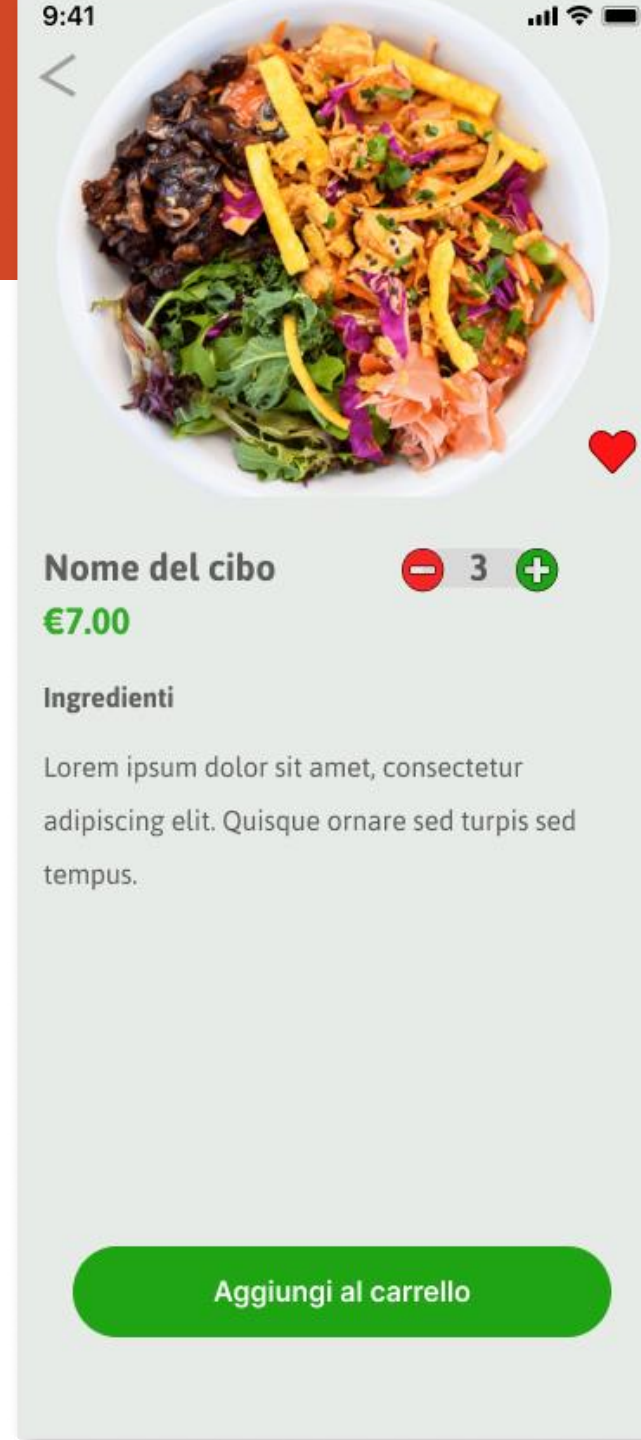 9:41
Nome del cibo
3
€7.00
Ingredienti
Lorem ipsum dolor sit amet, consectetur
adipiscing elit. Quisque ornare sed turpis sed
tempus.
Aggiungi al carrello